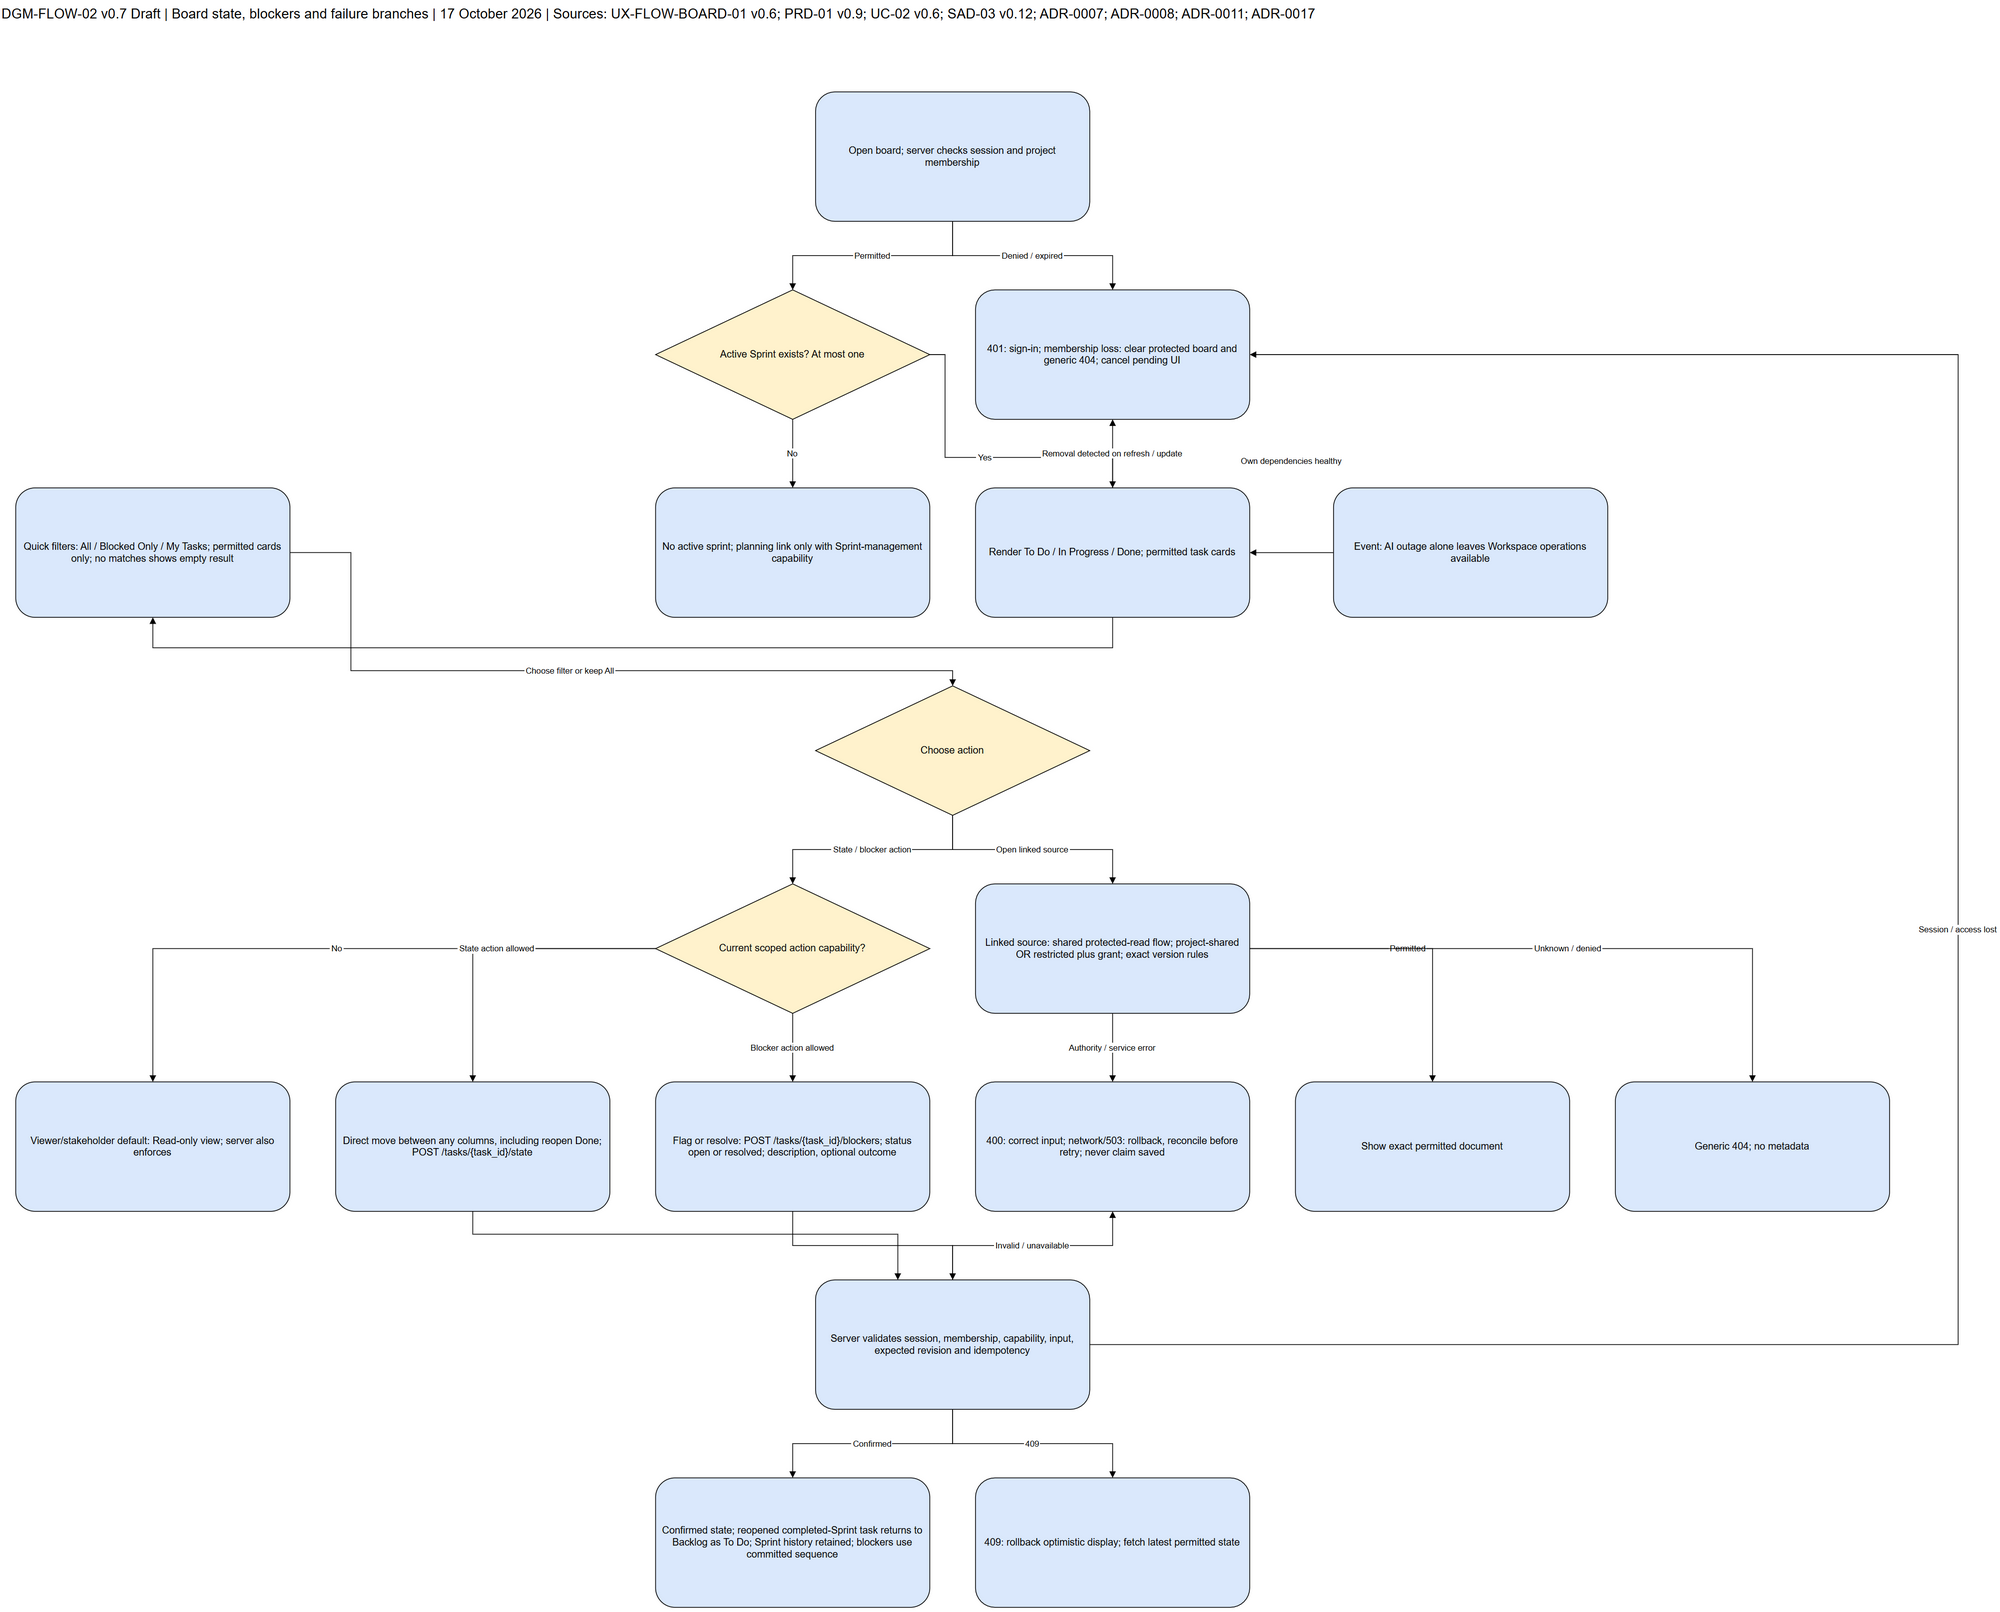 DGM-FLOW-02 v0.7 Draft | Board state, blockers and failure branches | 17 October 2026 | Sources: UX-FLOW-BOARD-01 v0.6; PRD-01 v0.9; UC-02 v0.6; SAD-03 v0.12; ADR-0007; ADR-0008; ADR-0011; ADR-0017
Open board; server checks session and project
membership
Permitted
Denied / expired
Active Sprint exists? At most one
401: sign-in; membership loss: clear protected board and
generic 404; cancel pending UI
No
Yes
Removal detected on refresh / update
Own dependencies healthy
Quick filters: All / Blocked Only / My Tasks; permitted cards
only; no matches shows empty result
No active sprint; planning link only with Sprint-management
capability
Render To Do / In Progress / Done; permitted task cards
Event: AI outage alone leaves Workspace operations
available
Choose filter or keep All
Choose action
State / blocker action
Open linked source
Session / access lost
No
State action allowed
Current scoped action capability?
Linked source: shared protected-read flow; project-shared
OR restricted plus grant; exact version rules
Permitted
Unknown / denied
Blocker action allowed
Authority / service error
Viewer/stakeholder default: Read-only view; server also
enforces
Direct move between any columns, including reopen Done;
POST /tasks/{task_id}/state
Flag or resolve: POST /tasks/{task_id}/blockers; status
open or resolved; description, optional outcome
400: correct input; network/503: rollback, reconcile before
retry; never claim saved
Show exact permitted document
Generic 404; no metadata
Invalid / unavailable
Server validates session, membership, capability, input,
expected revision and idempotency
Confirmed
409
Confirmed state; reopened completed-Sprint task returns to
Backlog as To Do; Sprint history retained; blockers use
committed sequence
409: rollback optimistic display; fetch latest permitted state